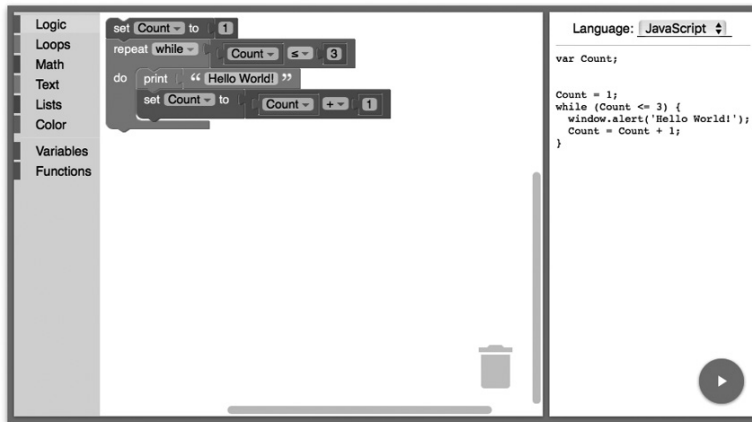 Logic
Loops
Math
Text
Lists
Color
Variables
Functions
set Count to 1
repeat while Count ≤ 3
do print “ Hello World! ”
set Count to Count + 1
Language: JavaScript
var Count;
Count = 1;
while (Count <= 3) {
  window.alert('Hello World!');
  Count = Count + 1;
}